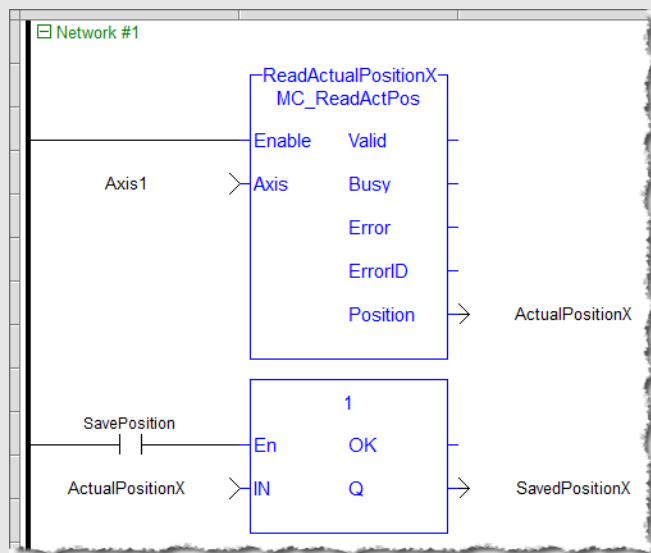 Network #1
ReadActualPositionX
MC_ReadActPos
Enable Valid
Axis1 Axis Busy
Error
ErrorID
Position ActualPositionX
1
SavePosition
En OK
ActualPositionX IN Q SavedPositionX